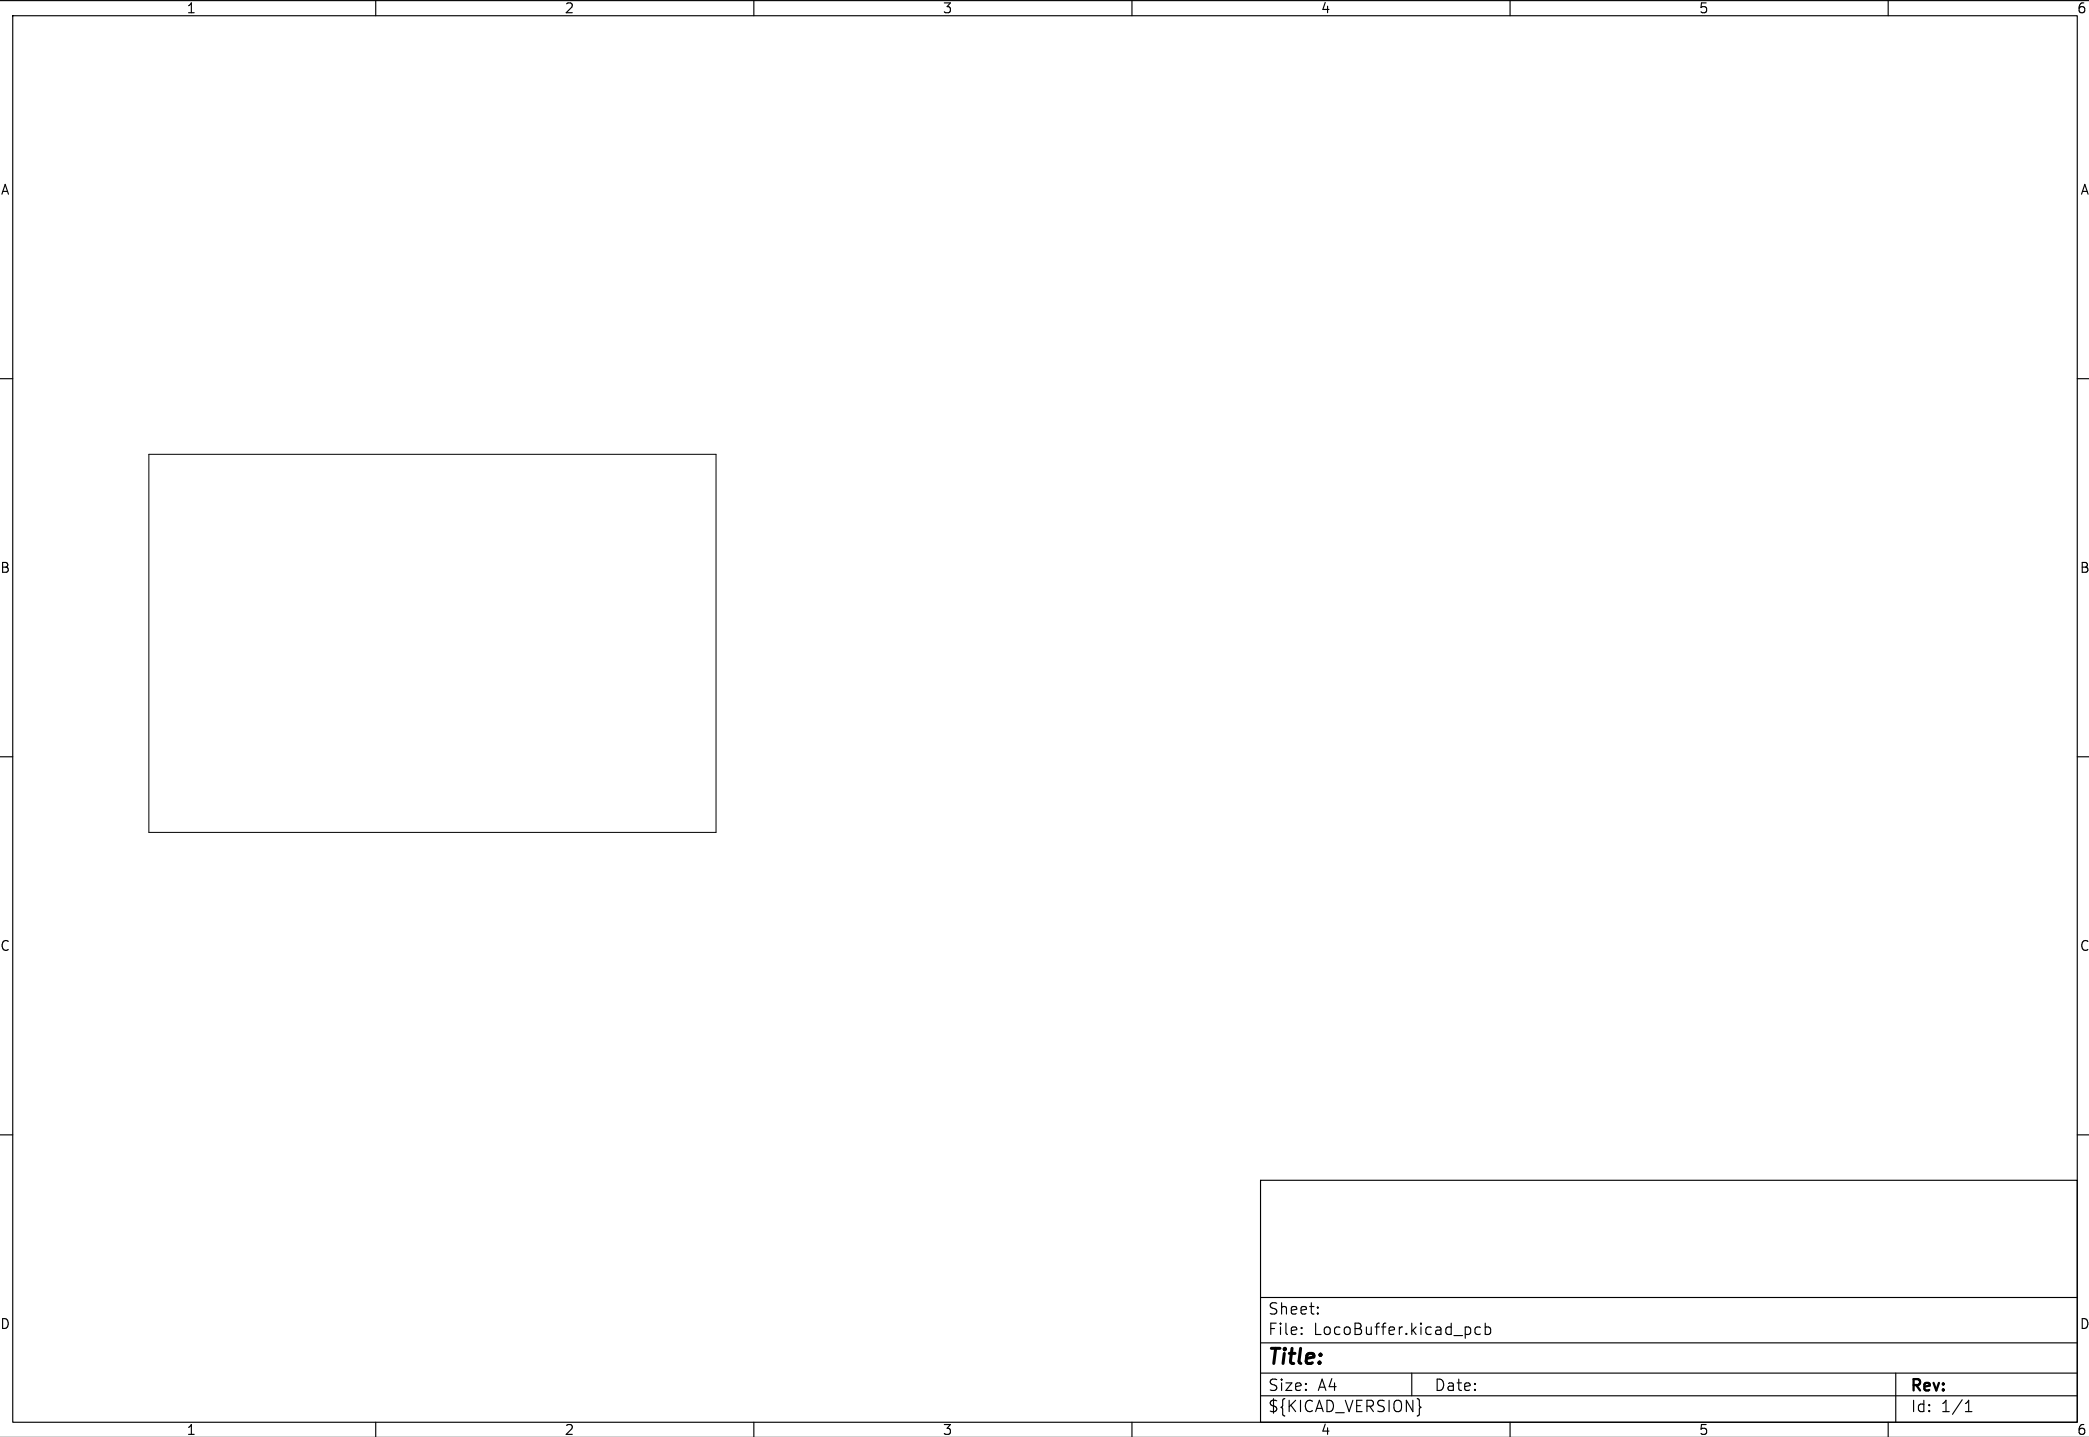 1 2 3 4 5 6
A A
B B
C C
Sheet:
File: LocoBuffer.kicad_pcb
D D
Title:
Size: A4 Date: Rev:
${KICAD_VERSION} Id: 1/1
1 2 3 4 5 6